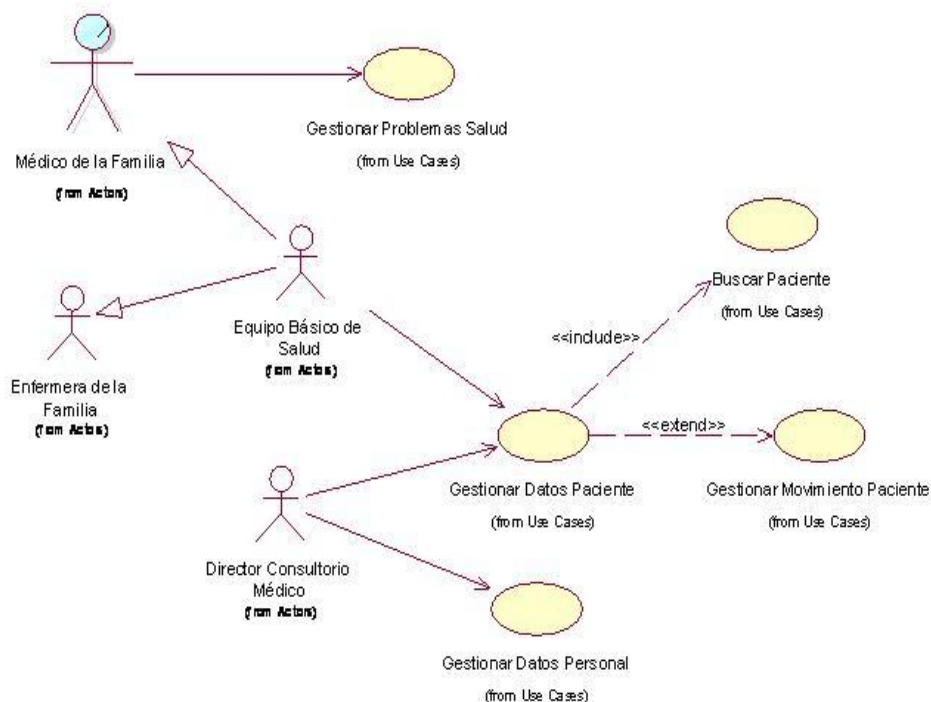 Gestionar Problemas Salud
(from Use Cases)
Médico de la Familia
(from Actors)
Buscar Paciente
(from Use Cases)
Equipo Básico de
Salud
(from Actors)
<<include>>
Enfermera de la
Familia
(from Actors)
<<extend>>
Gestionar Datos Paciente
(from Use Cases)
Gestionar Movimiento Paciente
(from Use Cases)
Director Consultorio
Médico
(from Actors)
Gestionar Datos Personal
(from Use Cases)